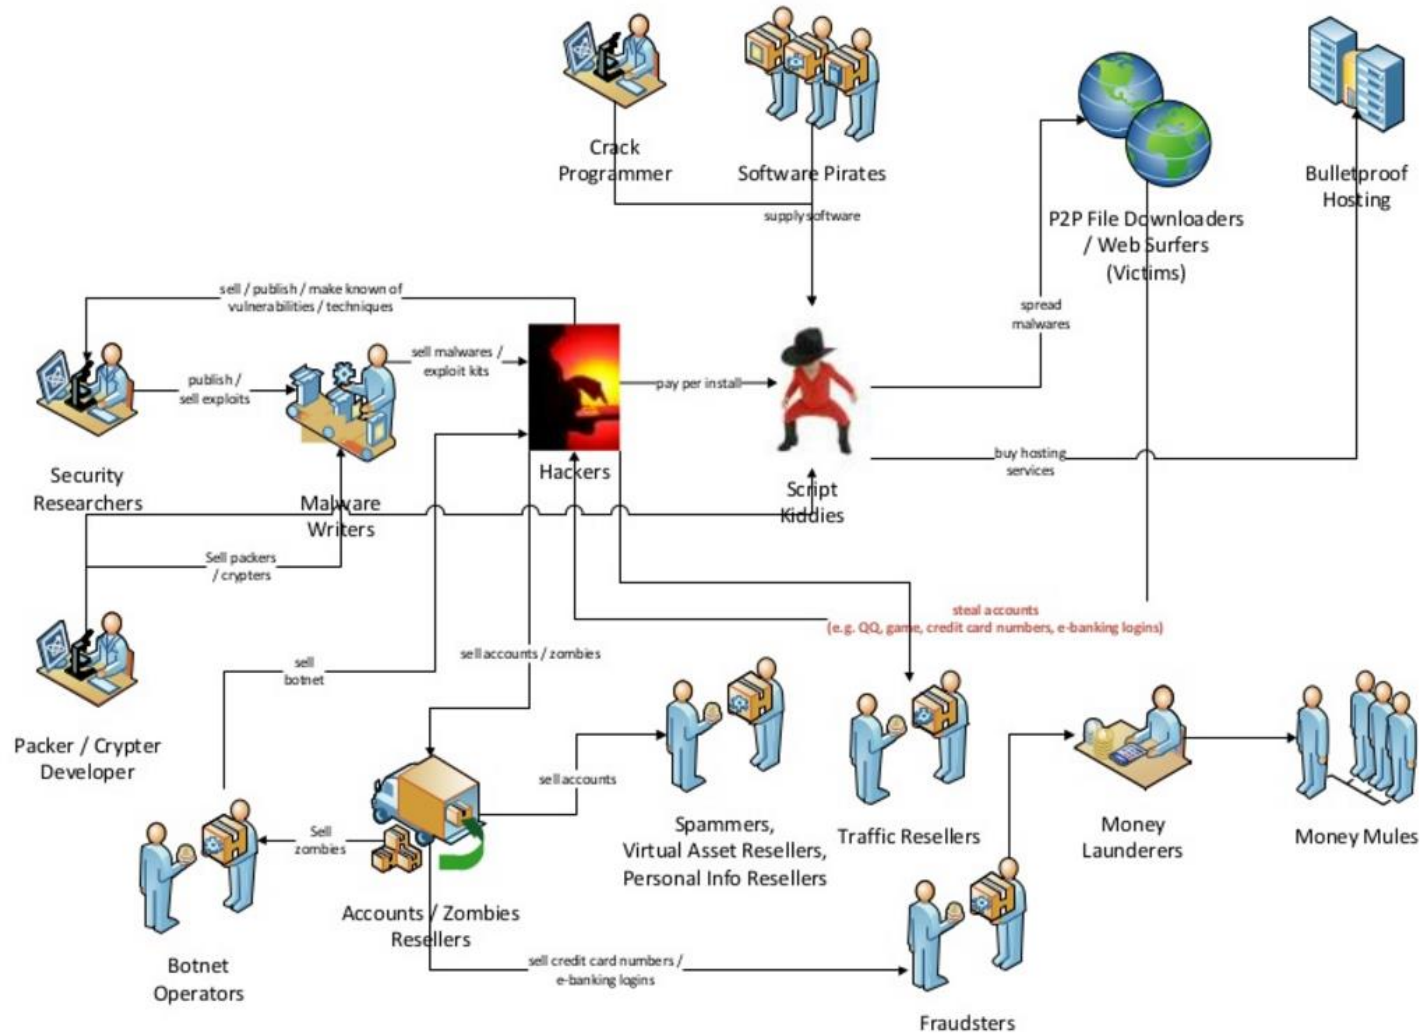 Crack
Programmer
Software Pirates
supply software
P2P File Downloaders
/ Web Surfers
(Victims)
Bulletproof
Hosting
sell / publish / make known of
vulnerabilities / techniques
publish /
sell exploits
sell malwares /
exploit kits
pay per install
spread
malwares
buy hosting
services
Security
Researchers
Malware
Writers
Hackers
Script
Kiddies
Sell packers
/ crypters
steal accounts
(e.g. QQ, game, credit card numbers, e-banking logins)
sell
botnet
sell accounts / zombies
Packer / Crypter
Developer
sell accounts
Sell
zombies
Spammers,
Virtual Asset Resellers,
Personal Info Resellers
Traffic Resellers
Money
Launderers
Money Mules
Accounts / Zombies
Resellers
Botnet
Operators
sell credit card numbers /
e-banking logins
Fraudsters